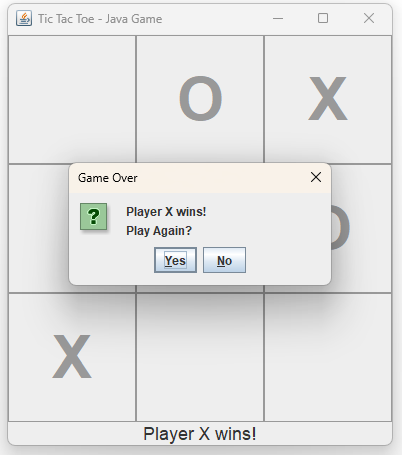 Tic Tac Toe - Java Game
O X
Game Over
?
Player X wins!
Play Again?
Yes No
O
X
Player X wins!